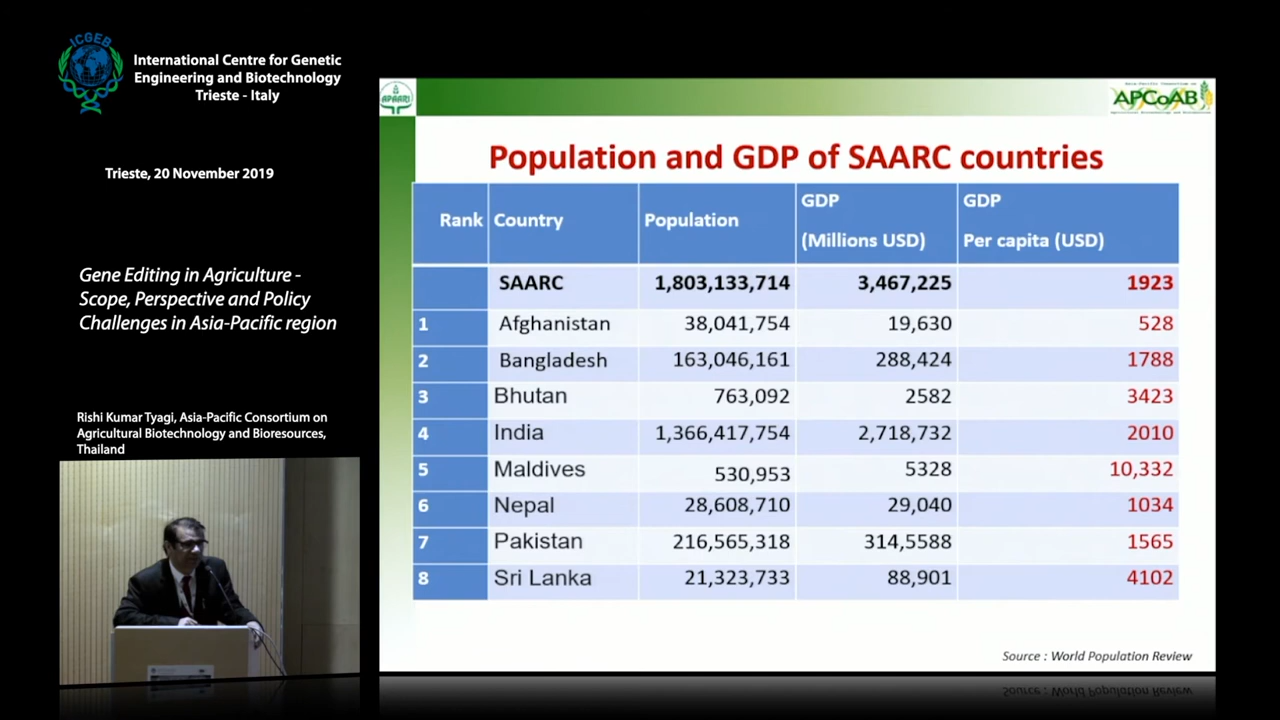 ICGEB
International Centre for Genetic
Engineering and Biotechnology
Trieste - Italy
Trieste, 20 November 2019
Gene Editing in Agriculture -
Scope, Perspective and Policy
Challenges in Asia-Pacific region
Rishi Kumar Tyagi, Asia-Pacific Consortium on
Agricultural Biotechnology and Bioresources,
Thailand
APAARI
APCoAB
Population and GDP of SAARC countries
Rank Country Population GDP (Millions USD) GDP Per capita (USD)
SAARC 1,803,133,714 3,467,225 1923
1 Afghanistan 38,041,754 19,630 528
2 Bangladesh 163,046,161 288,424 1788
3 Bhutan 763,092 2582 3423
4 India 1,366,417,754 2,718,732 2010
5 Maldives 530,953 5328 10,332
6 Nepal 28,608,710 29,040 1034
7 Pakistan 216,565,318 314,5588 1565
8 Sri Lanka 21,323,733 88,901 4102
Source : World Population Review